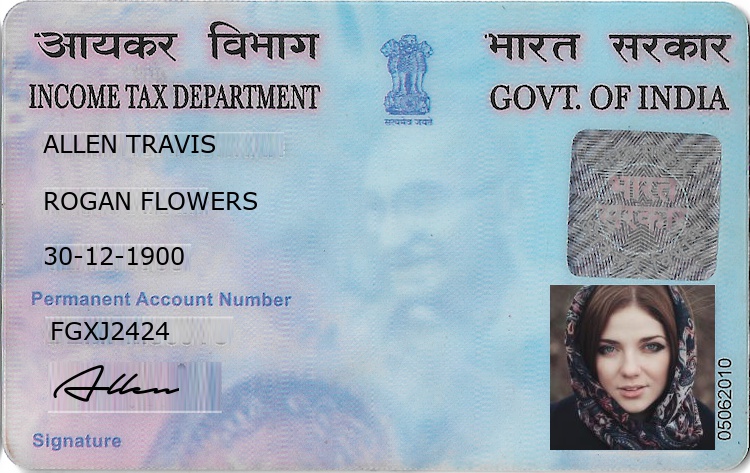 आयकर विभाग
भारत सरकार
INCOME TAX DEPARTMENT
GOVT. OF INDIA
सत्यमेव जयते
ALLEN TRAVIS
भारत
सरकार
ROGAN FLOWERS
30-12-1900
Permanent Account Number
FGXJ2424
Allen
05062010
Signature